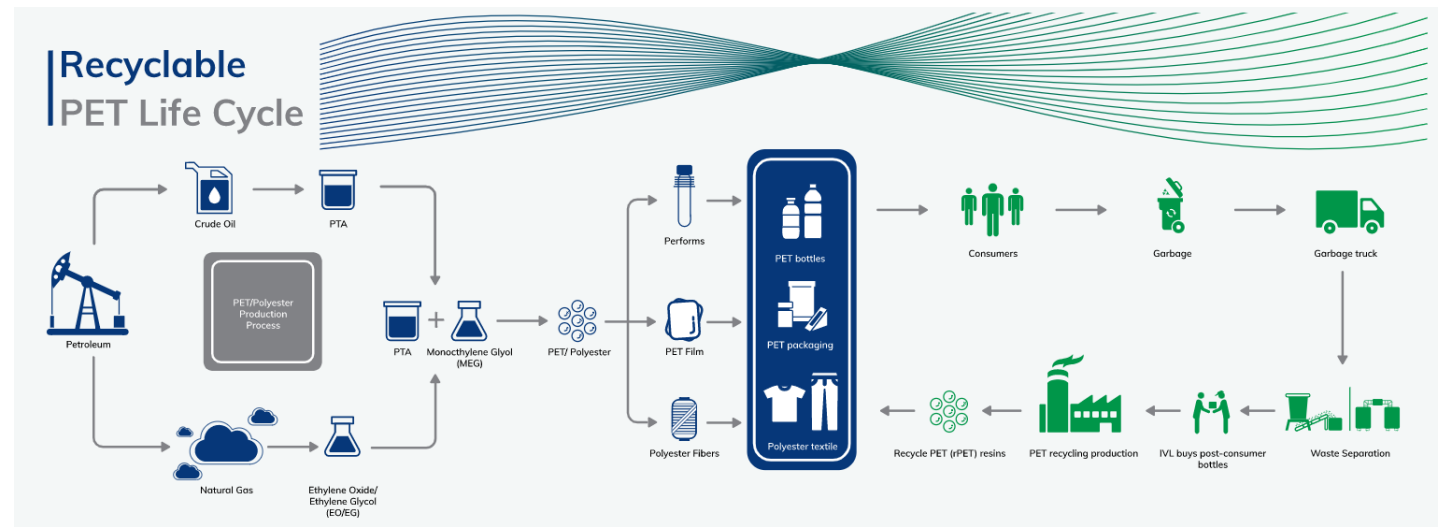 Recyclable
PET Life Cycle
Crude Oil
PTA
Petroleum
PET/Polyester
Production
Process
Natural Gas
Ethylene Oxide/
Ethylene Glycol
(EO/EG)
PTA
+
Monocthylene Glyol
(MEG)
PET/ Polyester
Performs
PET Film
Polyester Fibers
PET bottles
PET packaging
Polyester textile
Consumers
Garbage
Garbage truck
Waste Separation
IVL buys post-consumer
bottles
PET recycling production
Recycle PET (rPET) resins